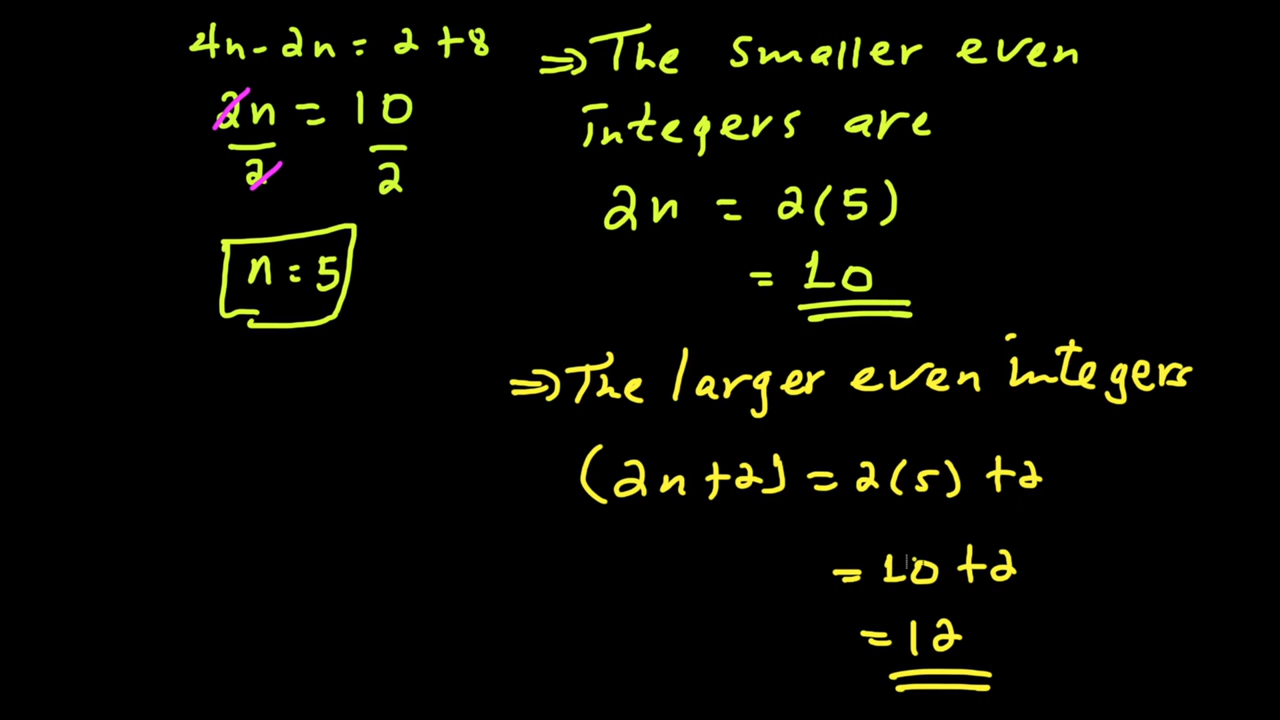 4n - 2n = 2 + 8
2n = 10
2 2
n = 5
⇒ The smaller even
integers are
2n = 2(5)
= 10
⇒ The larger even integers
(2n + 2) = 2(5) + 2
= 10 + 2
= 12